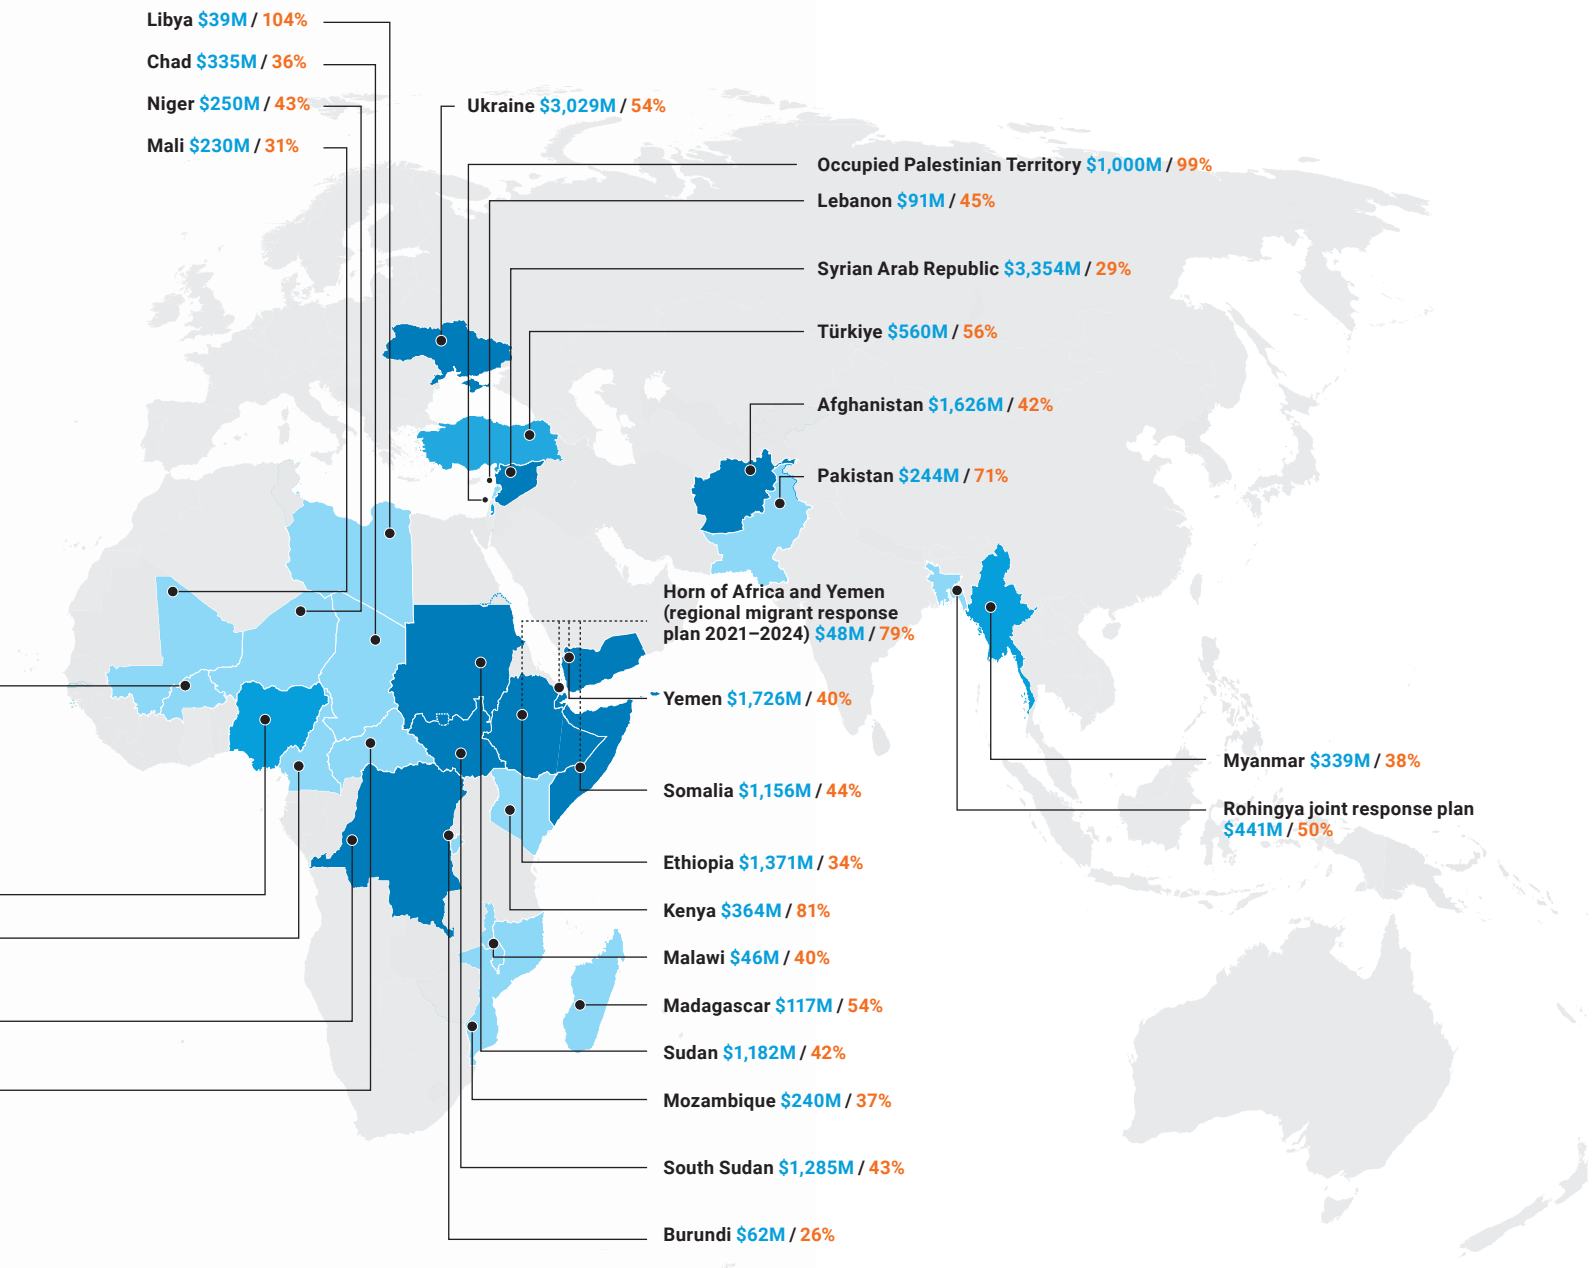 Libya $39M / 104%
Chad $335M / 36%
Niger $250M / 43%
Mali $230M / 31%
Ukraine $3,029M / 54%
Occupied Palestinian Territory $1,000M / 99%
Lebanon $91M / 45%
Syrian Arab Republic $3,354M / 29%
Türkiye $560M / 56%
Afghanistan $1,626M / 42%
Pakistan $244M / 71%
Horn of Africa and Yemen
(regional migrant response
plan 2021–2024) $48M / 79%
Yemen $1,726M / 40%
Somalia $1,156M / 44%
Ethiopia $1,371M / 34%
Kenya $364M / 81%
Malawi $46M / 40%
Madagascar $117M / 54%
Sudan $1,182M / 42%
Mozambique $240M / 37%
South Sudan $1,285M / 43%
Burundi $62M / 26%
Myanmar $339M / 38%
Rohingya joint response plan
$441M / 50%